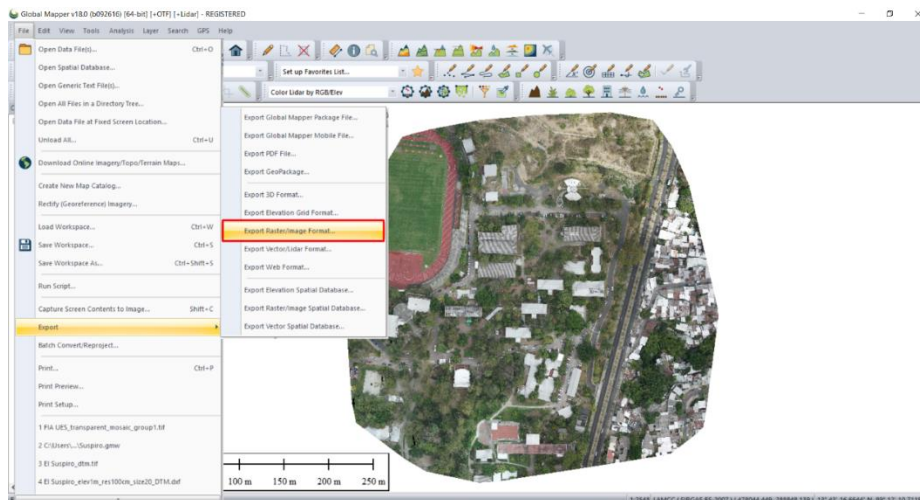 Global Mapper v18.0 (b092616) [64-bit] [+OTF] [+Lidar] - REGISTERED
File Edit View Tools Analysis Layer Search GPS Help
Open Data File(s)... Ctrl+O
Open Spatial Database...
Open Generic Text File(s)...
Open All Files in a Directory Tree...
Open Data File at Fixed Screen Location...
Unload All... Ctrl+U
Download Online Imagery/Topo/Terrain Maps...
Create New Map Catalog...
Rectify (Georeference) Imagery...
Load Workspace... Ctrl+W
Save Workspace... Ctrl+S
Save Workspace As... Ctrl+Shift+S
Run Script...
Capture Screen Contents to Image... Shift+C
Export
Batch Convert/Reproject...
Print... Ctrl+P
Print Preview...
Print Setup...
1 FIA UES_transparent_mosaic_group1.tif
2 C:\Users\...\Suspiro.gmw
3 El Suspiro_dtm.tif
4 El Suspiro_elev1m_res100cm_size20_DTM.dxf
Set up Favorites List...
Color Lidar by RGB/Elev
Export Global Mapper Package File...
Export Global Mapper Mobile File...
Export PDF File...
Export GeoPackage...
Export 3D Format...
Export Elevation Grid Format...
Export Raster/Image Format...
Export Vector/Lidar Format...
Export Web Format...
Export Elevation Spatial Database...
Export Raster/Image Spatial Database...
Export Vector Spatial Database...
100 m 150 m 200 m 250 m